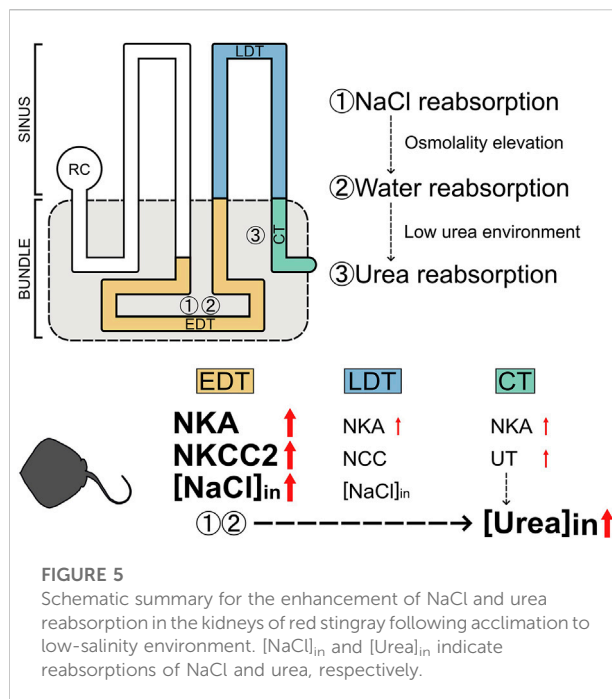 SINUS
BUNDLE
RC
LDT
③
CT
①②
EDT
①NaCl reabsorption
Osmolality elevation
②Water reabsorption
Low urea environment
③Urea reabsorption
EDT
LDT
CT
NKA ↑
NKA ↑
NKA ↑
NKCC2 ↑
NCC
UT ↑
[NaCl]in ↑
[NaCl]in
①②
[Urea]in ↑
FIGURE 5
Schematic summary for the enhancement of NaCl and urea
reabsorption in the kidneys of red stingray following acclimation to
low-salinity environment. [NaCl]in and [Urea]in indicate
reabsorptions of NaCl and urea, respectively.